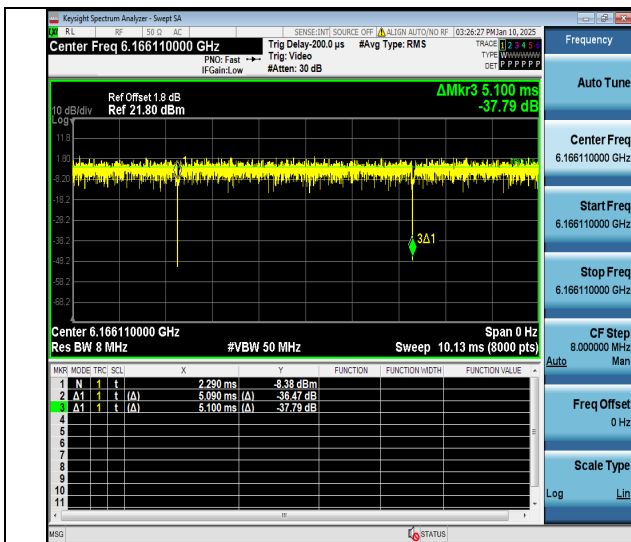 Keysight Spectrum Analyzer - Swept SA
RL RF 50 Ω AC SENSE:INT SOURCE OFF ALIGN AUTO/NO RF 03:26:27 PM Jan 10, 2025
Center Freq 6.166110000 GHz
PNO: Fast
IFGain:Low
Trig Delay-200.0 µs #Avg Type: RMS
Trig: Video
#Atten: 30 dB
TRACE 1 2 3 4 5 6
TYPE WWWWWW
DET P P P P P P
Ref Offset 1.8 dB
10 dB/div Ref 21.80 dBm
Log
ΔMkr3 5.100 ms
-37.79 dB
11.8
1.80
-8.20
-18.2
-28.2
-38.2
-48.2
-58.2
-68.2
1
3Δ1
Center 6.166110000 GHz Span 0 Hz
Res BW 8 MHz #VBW 50 MHz Sweep 10.13 ms (8000 pts)
MKR MODE TRC SCL X Y FUNCTION FUNCTION WIDTH FUNCTION VALUE
1 N 1 t 2.290 ms -8.38 dBm
2 Δ1 1 t (Δ) 5.090 ms (Δ) -36.47 dB
3 Δ1 1 t (Δ) 5.100 ms (Δ) -37.79 dB
4
5
6
7
8
9
10
11
MSG STATUS
Frequency
Auto Tune
Center Freq
6.166110000 GHz
Start Freq
6.166110000 GHz
Stop Freq
6.166110000 GHz
CF Step
8.000000 MHz
Auto Man
Freq Offset
0 Hz
Scale Type
Log Lin